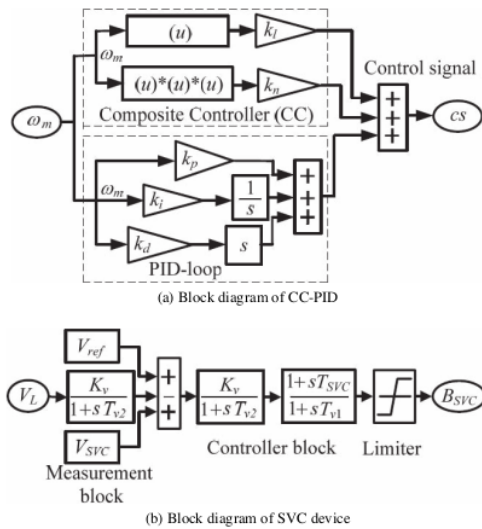 (u)
k_l
ω_m
(u)*(u)*(u)
k_n
Composite Controller (CC)
Control signal
+
+
+
cs
ω_m
k_p
ω_m
k_i
1/s
+
+
+
k_d
s
PID-loop
(a) Block diagram of CC-PID
V_ref
V_L
K_v
1+sT_v2
+
−
+
K_v
1+sT_v2
1+sT_SVC
1+sT_v1
B_SVC
V_SVC
Measurement
block
Controller block
Limiter
(b) Block diagram of SVC device